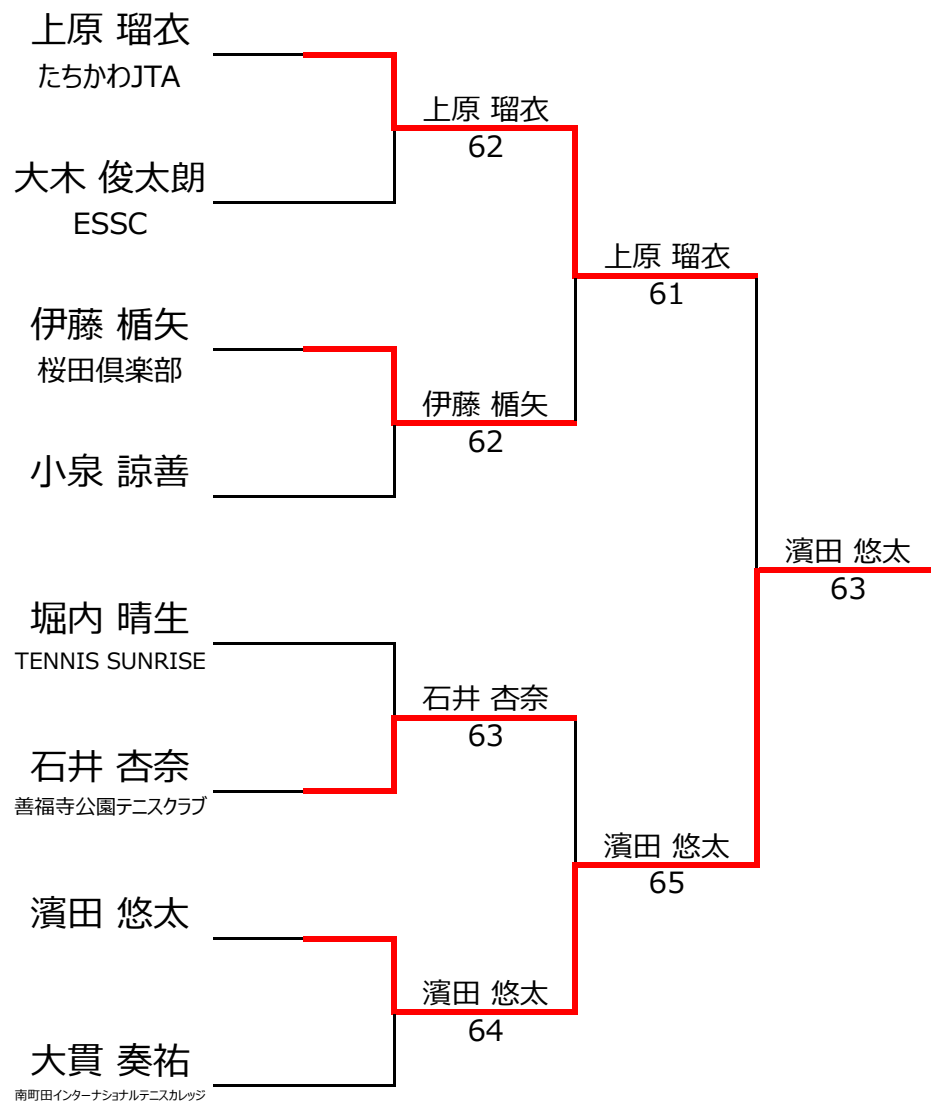 上原 瑠衣
たちかわJTA
大木 俊太朗
ESSC
伊藤 楯矢
桜田倶楽部
小泉 諒善
堀内 晴生
TENNIS SUNRISE
石井 杏奈
善福寺公園テニスクラブ
濱田 悠太
大貫 奏祐
南町田インターナショナルテニスカレッジ
上原 瑠衣
62
伊藤 楯矢
62
石井 杏奈
63
濱田 悠太
64
上原 瑠衣
61
濱田 悠太
65
濱田 悠太
63